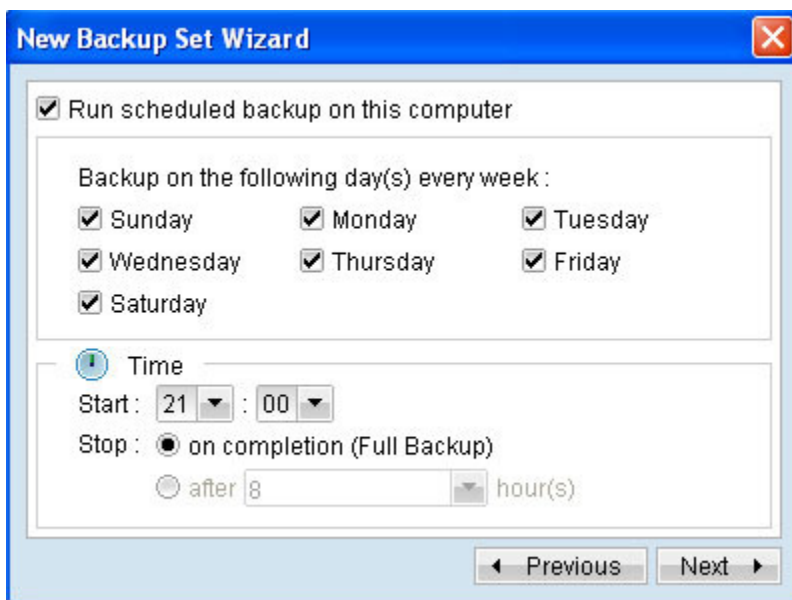 New Backup Set Wizard
Run scheduled backup on this computer
Backup on the following day(s) every week :
Sunday Monday Tuesday
Wednesday Thursday Friday
Saturday
Time
Start : 21 : 00
Stop : on completion (Full Backup)
after 8 hour(s)
Previous Next